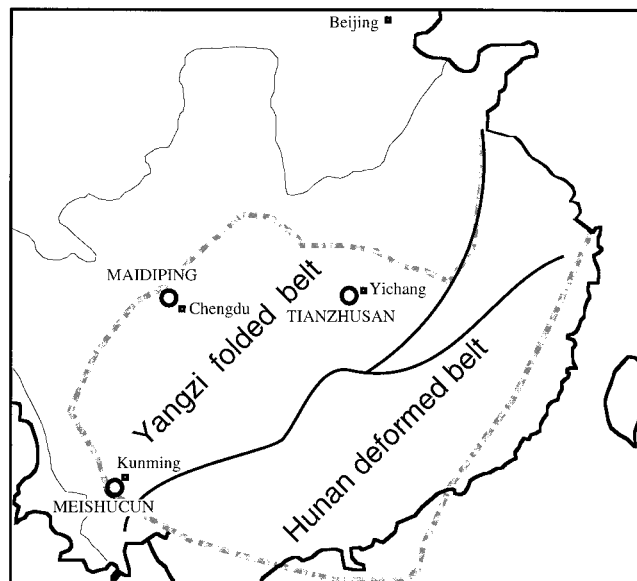 Beijing
MAIDIPING
Chengdu
Yichang
TIANZHUSAN
Yangzi folded belt
Hunan deformed belt
Kunming
MEISHUCUN